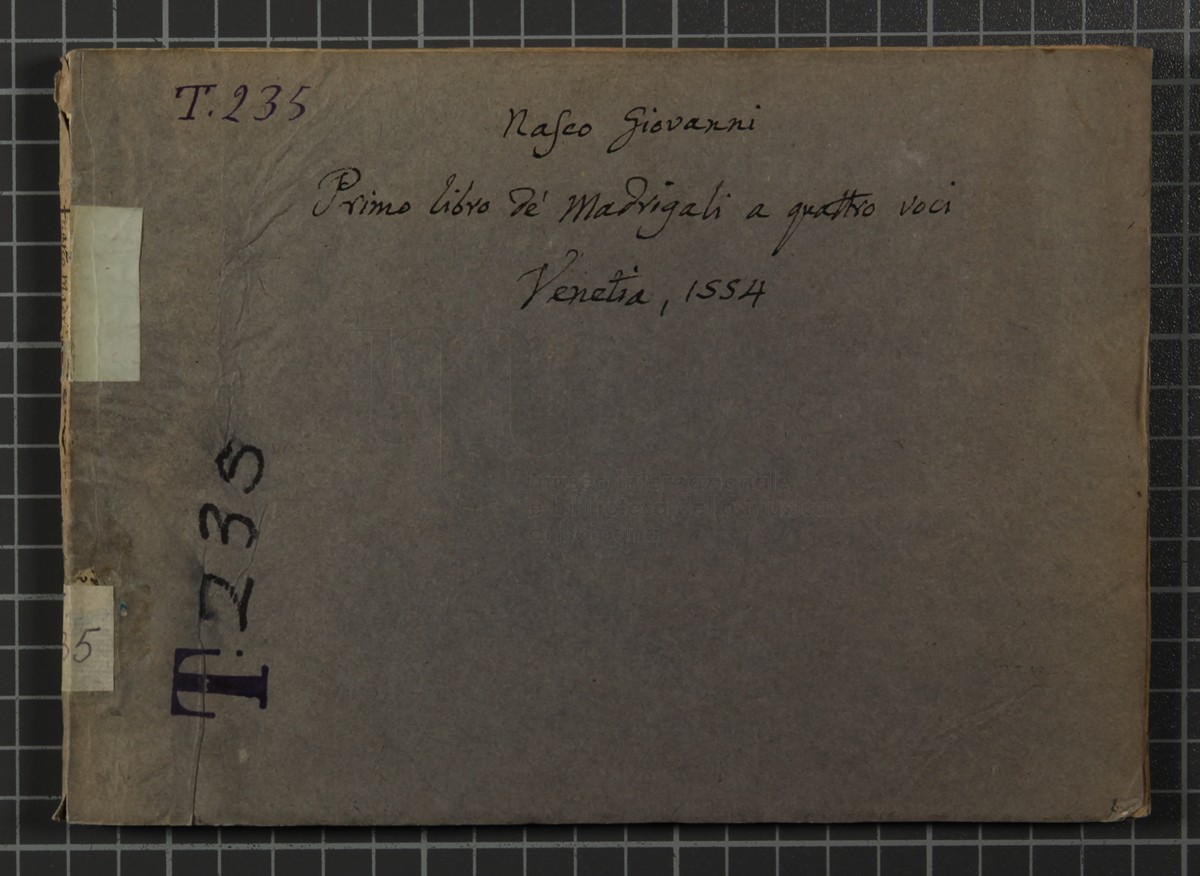 T.235
Nasco Giovanni
Primo libro de' Madrigali a quattro voci
Venetia, 1554
T.235
35